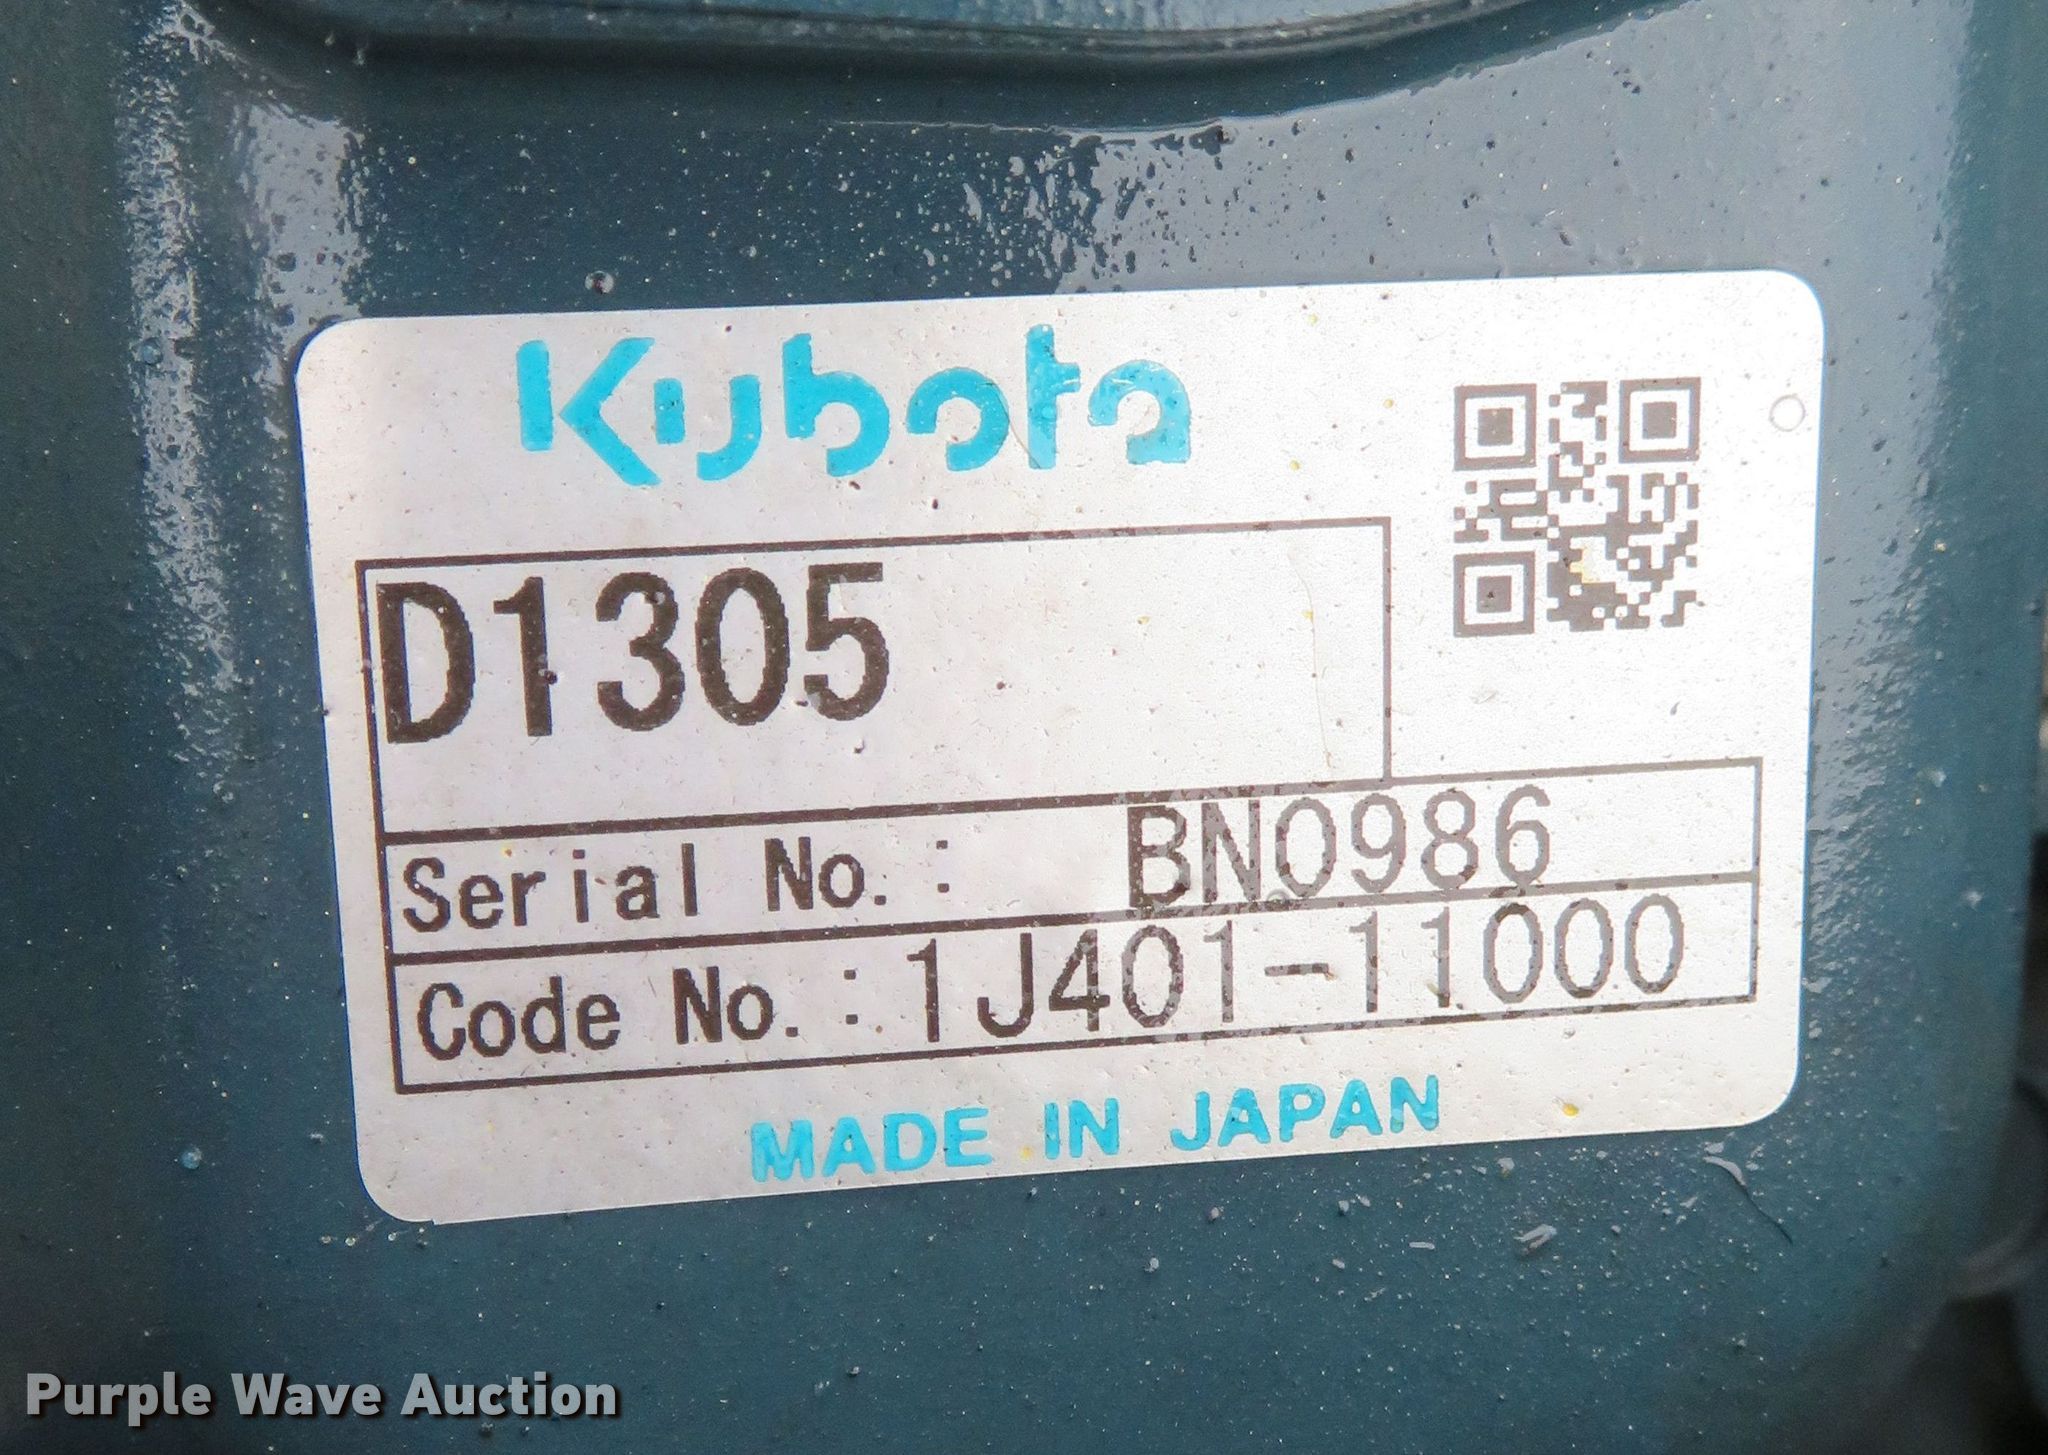 Kubota
D1305
Serial No.: BN0986
Code No.:1J401-11000
MADE IN JAPAN
Purple Wave Auction